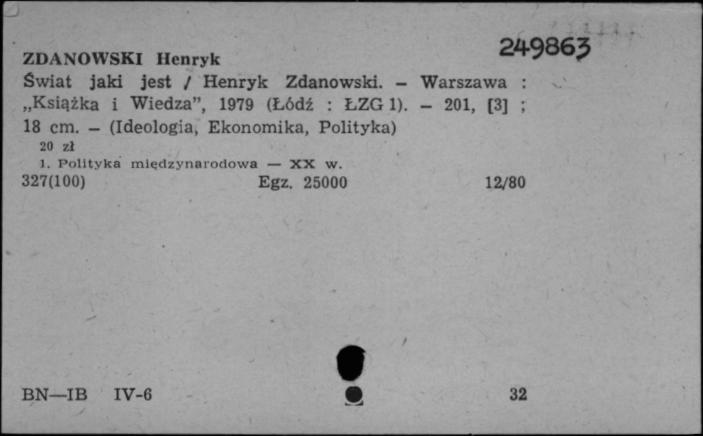 249863
ZDANOWSKI Henryk
Świat jaki jest / Henryk Zdanowski. — Warszawa :
„Książka i Wiedza”, 1979 (Łódź : ŁZG 1). — 201, [3] ;
18 cm. — (Ideologia, Ekonomika, Polityka)
20 zł
1. Polityka międzynarodowa — XX w.
327(100) Egz. 25000 12/80
BN—IB IV-6 32